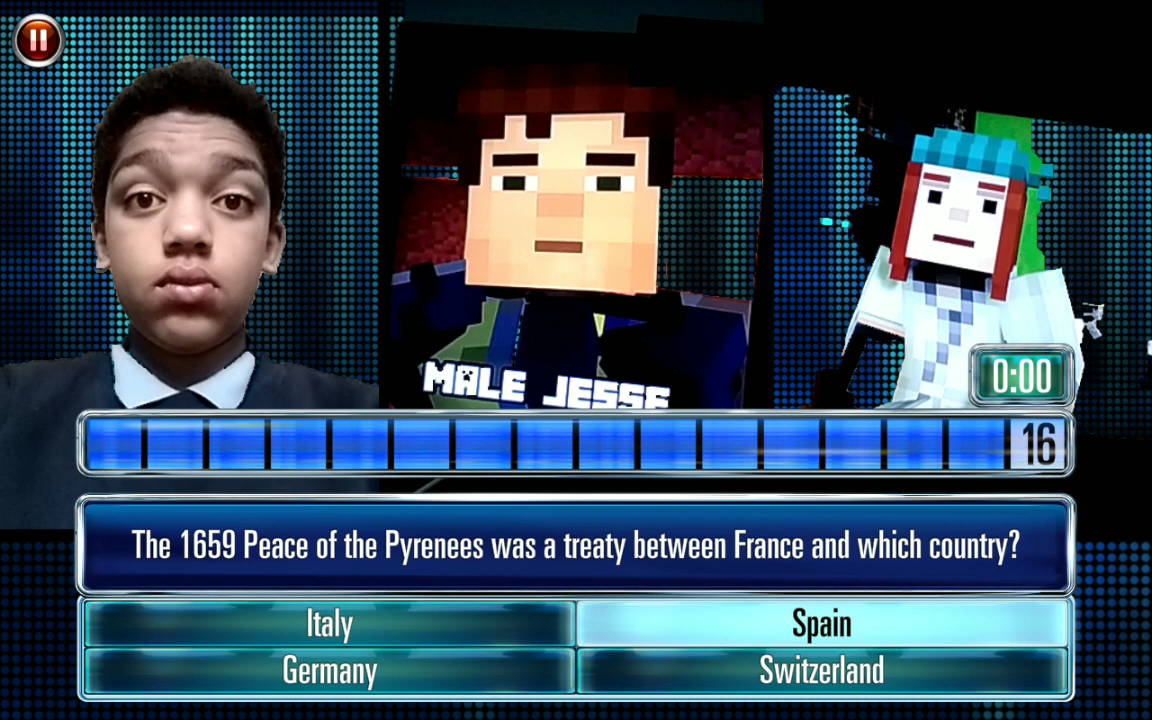 MALE JESSE
0:00
16
The 1659 Peace of the Pyrenees was a treaty between France and which country?
Italy
Spain
Germany
Switzerland